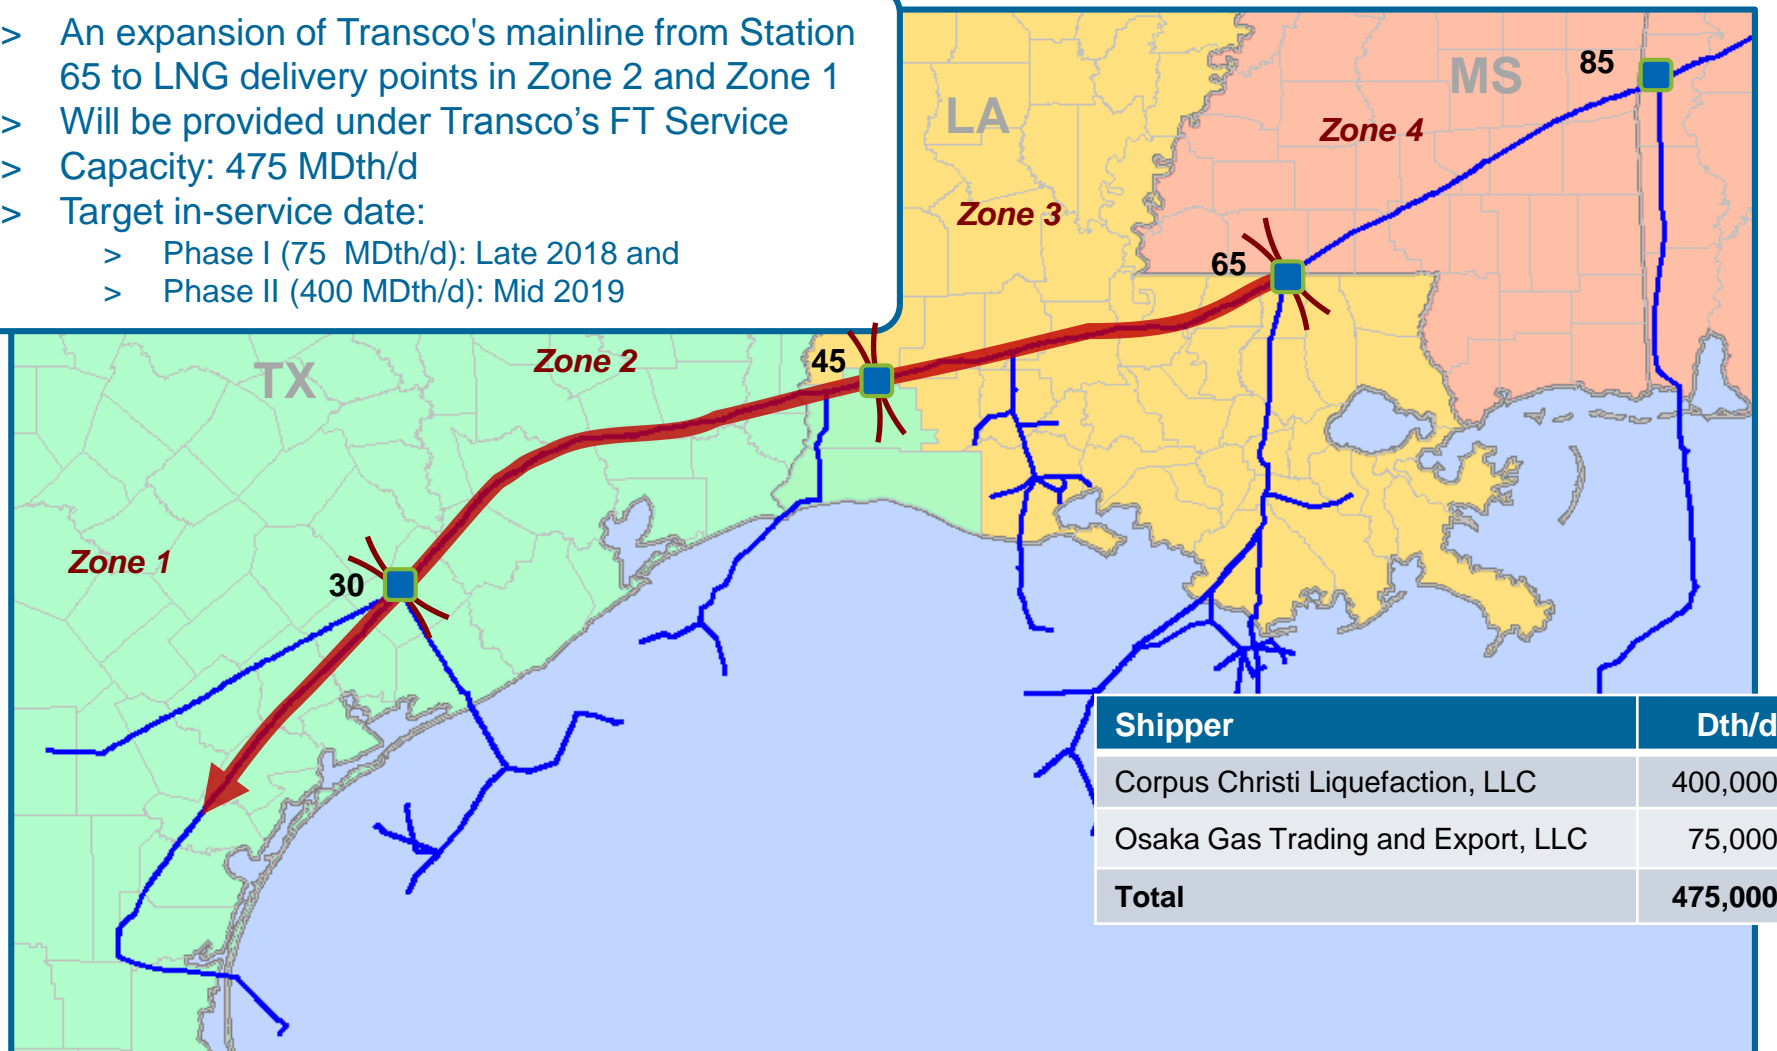 > An expansion of Transco's mainline from Station
65 to LNG delivery points in Zone 2 and Zone 1
> Will be provided under Transco’s FT Service
> Capacity: 475 MDth/d
> Target in-service date:
> Phase I (75 MDth/d): Late 2018 and
> Phase II (400 MDth/d): Mid 2019
MS
85
LA
Zone 4
Zone 3
65
TX
Zone 2
45
Zone 1
30
Shipper Dth/d
Corpus Christi Liquefaction, LLC 400,000
Osaka Gas Trading and Export, LLC 75,000
Total 475,000